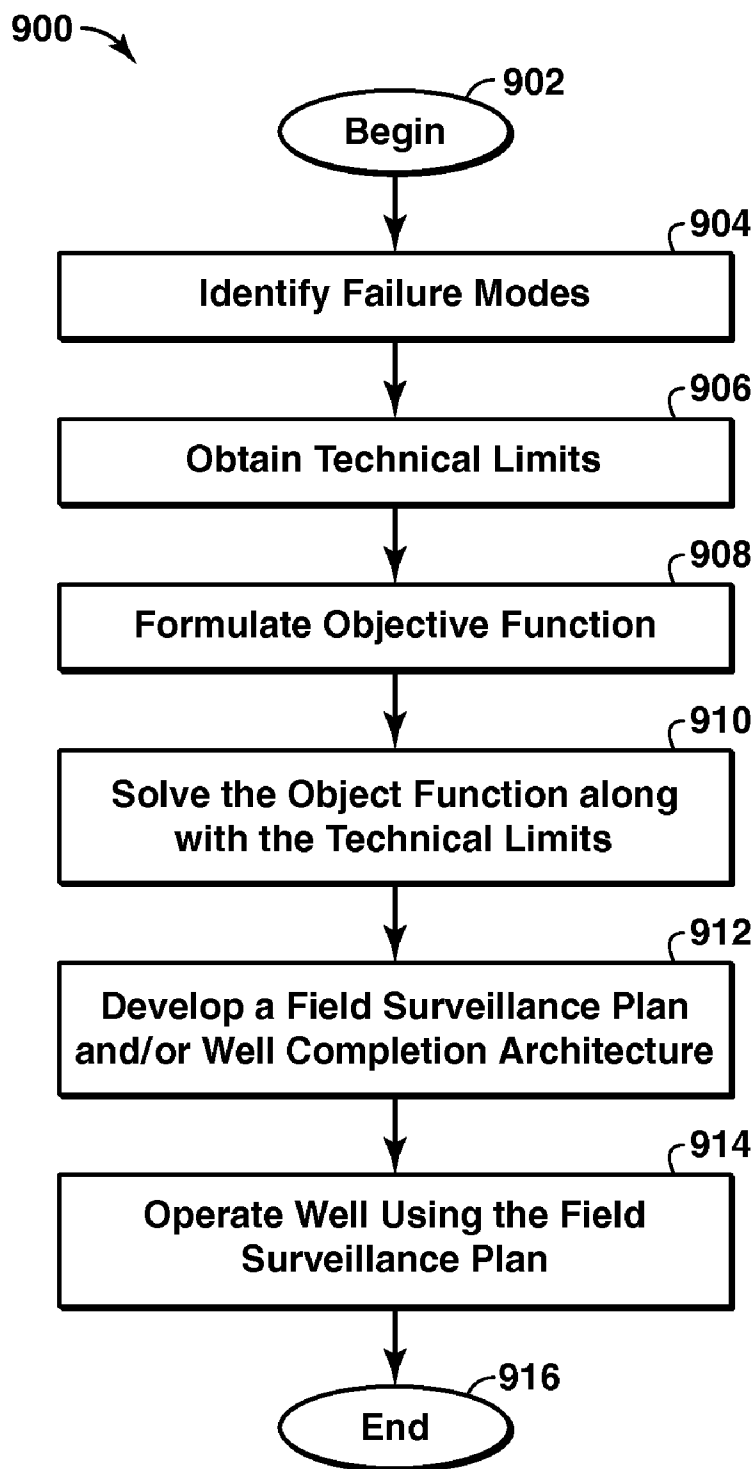 900
902
Begin
904
Identify Failure Modes
906
Obtain Technical Limits
908
Formulate Objective Function
910
Solve the Object Function along
with the Technical Limits
912
Develop a Field Surveillance Plan
and/or Well Completion Architecture
914
Operate Well Using the Field
Surveillance Plan
916
End